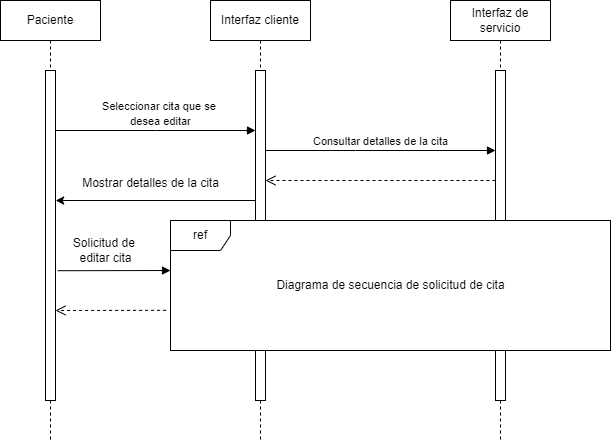 Paciente
Interfaz cliente
Interfaz de
servicio
Seleccionar cita que se
desea editar
Consultar detalles de la cita
Mostrar detalles de la cita
ref
Solicitud de
editar cita
Diagrama de secuencia de solicitud de cita